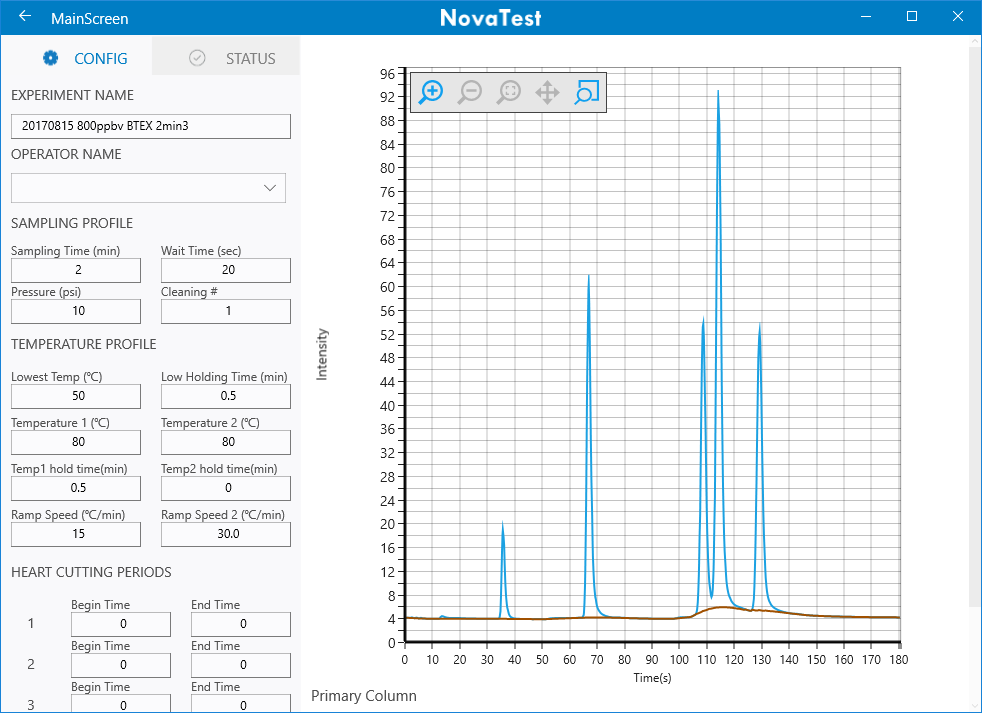 MainScreen
NovaTest
CONFIG STATUS
EXPERIMENT NAME
20170815 800ppbv BTEX 2min3
OPERATOR NAME
SAMPLING PROFILE
Sampling Time (min) Wait Time (sec)
2 20
Pressure (psi) Cleaning #
10 1
TEMPERATURE PROFILE
Lowest Temp (℃) Low Holding Time (min)
50 0.5
Temperature 1 (℃) Temperature 2 (℃)
80 80
Temp1 hold time(min) Temp2 hold time(min)
0.5 0
Ramp Speed (℃/min) Ramp Speed 2 (℃/min)
15 30.0
HEART CUTTING PERIODS
Begin Time End Time
1 0 0
Begin Time End Time
2 0 0
Begin Time End Time
3 0 0
Intensity
96
92
88
84
80
76
72
68
64
60
56
52
48
44
40
36
32
28
24
20
16
12
8
4
0
0 10 20 30 40 50 60 70 80 90 100 110 120 130 140 150 160 170 180
Time(s)
Primary Column